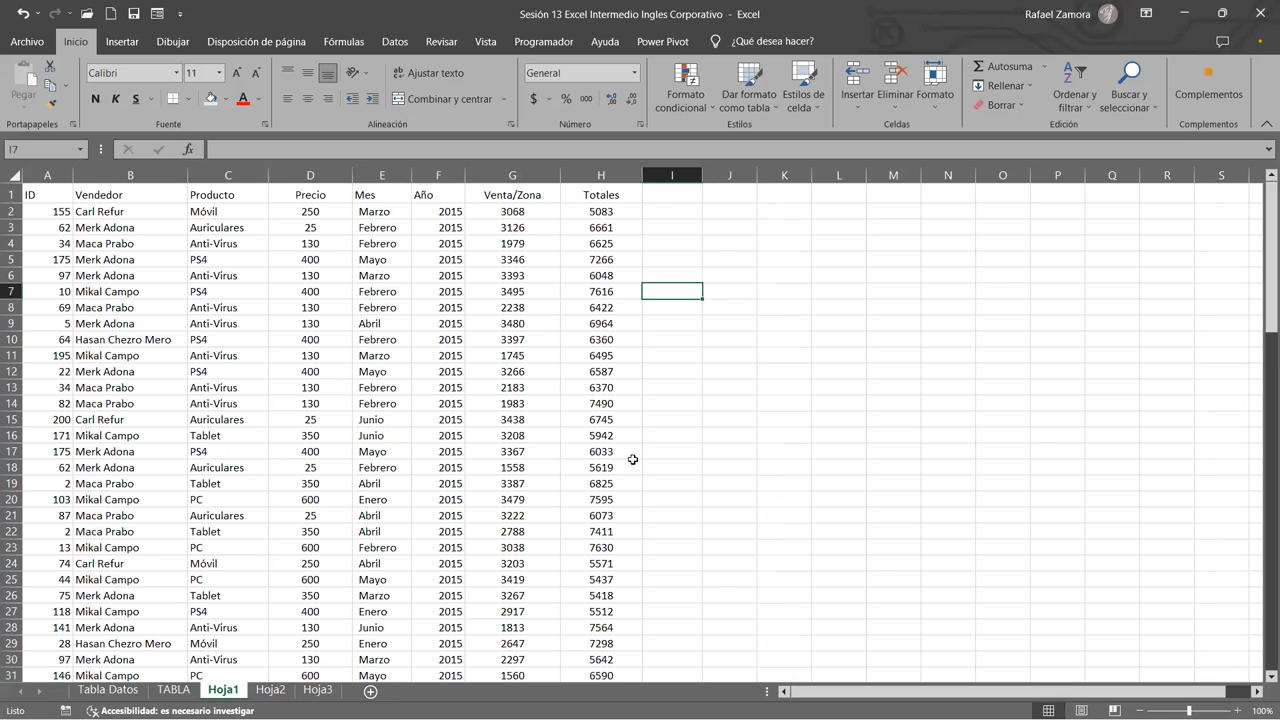 Sesión 13 Excel Intermedio Ingles Corporativo - Excel
Rafael Zamora
Archivo Inicio Insertar Dibujar Disposición de página Fórmulas Datos Revisar Vista Programador Ayuda Power Pivot ¿Qué desea hacer?
Pegar
Calibri 11
N K S
Ajustar texto
Combinar y centrar
General
$ % 000
Formato condicional
Dar formato como tabla
Estilos de celda
Insertar Eliminar Formato
Autosuma
Rellenar
Borrar
Ordenar y filtrar
Buscar y seleccionar
Complementos
Portapapeles Fuente Alineación Número Estilos Celdas Edición Complementos
I7 fx
A B C D E F G H I J K L M N O P Q R S
1 ID Vendedor Producto Precio Mes Año Venta/Zona Totales
2 155 Carl Refur Móvil 250 Marzo 2015 3068 5083
3 62 Merk Adona Auriculares 25 Febrero 2015 3126 6661
4 34 Maca Prabo Anti-Virus 130 Febrero 2015 1979 6625
5 175 Merk Adona PS4 400 Mayo 2015 3346 7266
6 97 Merk Adona Anti-Virus 130 Marzo 2015 3393 6048
7 10 Mikal Campo PS4 400 Febrero 2015 3495 7616
8 69 Maca Prabo Anti-Virus 130 Febrero 2015 2238 6422
9 5 Merk Adona Anti-Virus 130 Abril 2015 3480 6964
10 64 Hasan Chezro Mero PS4 400 Febrero 2015 3397 6360
11 195 Mikal Campo Anti-Virus 130 Marzo 2015 1745 6495
12 22 Merk Adona PS4 400 Mayo 2015 3266 6587
13 34 Maca Prabo Anti-Virus 130 Febrero 2015 2183 6370
14 82 Maca Prabo Anti-Virus 130 Febrero 2015 1983 7490
15 200 Carl Refur Auriculares 25 Junio 2015 3438 6745
16 171 Mikal Campo Tablet 350 Junio 2015 3208 5942
17 175 Merk Adona PS4 400 Mayo 2015 3367 6033
18 62 Merk Adona Auriculares 25 Febrero 2015 1558 5619
19 2 Maca Prabo Tablet 350 Abril 2015 3387 6825
20 103 Mikal Campo PC 600 Enero 2015 3479 7595
21 87 Maca Prabo Auriculares 25 Abril 2015 3222 6073
22 2 Maca Prabo Tablet 350 Abril 2015 2788 7411
23 13 Mikal Campo PC 600 Febrero 2015 3038 7630
24 74 Carl Refur Móvil 250 Abril 2015 3203 5571
25 44 Mikal Campo PC 600 Mayo 2015 3419 5437
26 75 Merk Adona Tablet 350 Marzo 2015 3267 5418
27 118 Mikal Campo PS4 400 Enero 2015 2917 5512
28 141 Merk Adona Anti-Virus 130 Junio 2015 1813 7564
29 28 Hasan Chezro Mero Móvil 250 Enero 2015 2647 7298
30 97 Merk Adona Anti-Virus 130 Marzo 2015 2297 5642
31 146 Mikal Campo PC 600 Mayo 2015 1560 6590
Tabla Datos TABLA Hoja1 Hoja2 Hoja3
Listo Accesibilidad: es necesario investigar 100%